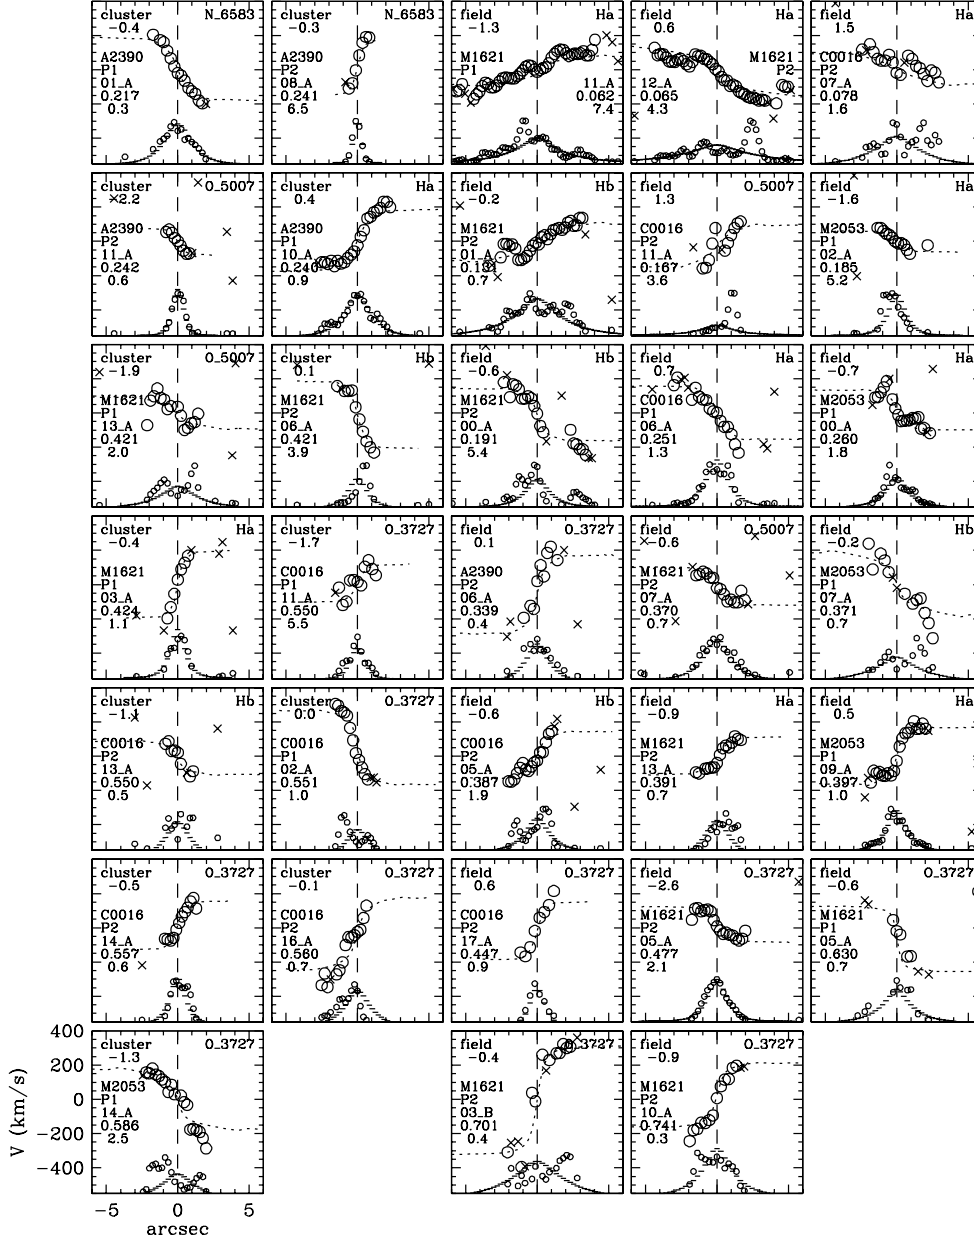 cluster N_6583
-0.4
A2390
P1
01_A
0.217
0.3
cluster N_6583
-0.3
A2390
P2
08_A
0.241
6.5
field Ha
-1.3
M1621
P1
11_A
0.062
7.4
field Ha
0.6
M1621
P2
12_A
0.065
4.3
field Ha
1.5
C0016
P2
07_A
0.078
1.6
cluster O_5007
-2.2
A2390
P2
11_A
0.242
0.6
cluster Ha
0.4
A2390
P1
10_A
0.246
0.9
field Hb
-0.2
M1621
P2
01_A
0.7
field O_5007
1.3
C0016
P2
11_A
0.167
3.6
field Ha
-1.6
M2053
P1
02_A
0.185
5.2
cluster O_5007
-1.9
M1621
P1
13_A
0.421
2.0
cluster Hb
0.1
M1621
P2
06_A
0.421
3.9
field Hb
-0.6
M1621
P2
00_A
0.191
5.4
field Ha
0.7
C0016
P1
06_A
0.251
1.3
field Ha
-0.7
M2053
P1
00_A
0.260
1.8
cluster Ha
-0.4
M1621
P1
03_A
0.424
1.1
cluster O_3727
-1.7
C0016
P1
11_A
0.550
5.5
field O_3727
0.1
A2390
P2
06_A
0.339
0.4
field O_5007
-0.6
M1621
P2
07_A
0.370
0.7
field Hb
-0.2
M2053
P1
07_A
0.371
0.7
cluster Hb
-1.1
C0016
P2
13_A
0.550
0.5
cluster O_3727
0.0
C0016
P1
02_A
0.551
1.0
field Hb
-0.6
C0016
P2
05_A
0.387
1.9
field Ha
-0.9
M1621
P2
13_A
0.391
0.7
field Ha
0.5
M2053
P1
09_A
0.397
1.0
cluster O_3727
-0.5
C0016
P2
14_A
0.557
0.6
cluster O_3727
-0.1
C0016
P2
16_A
0.560
0.7
field O_3727
0.6
C0016
P2
17_A
0.447
0.9
field O_3727
-2.6
M1621
P2
05_A
0.477
2.1
field O_3727
-0.6
M1621
P1
05_A
0.630
0.7
cluster O_3727
-1.3
M2053
P1
14_A
0.586
2.5
field O_3727
-0.4
M1621
P2
03_B
0.701
0.4
field O_3727
-0.9
M1621
P2
10_A
0.741
0.3
400
200
0
-200
-400
V (km/s)
-5 0 5
arcsec